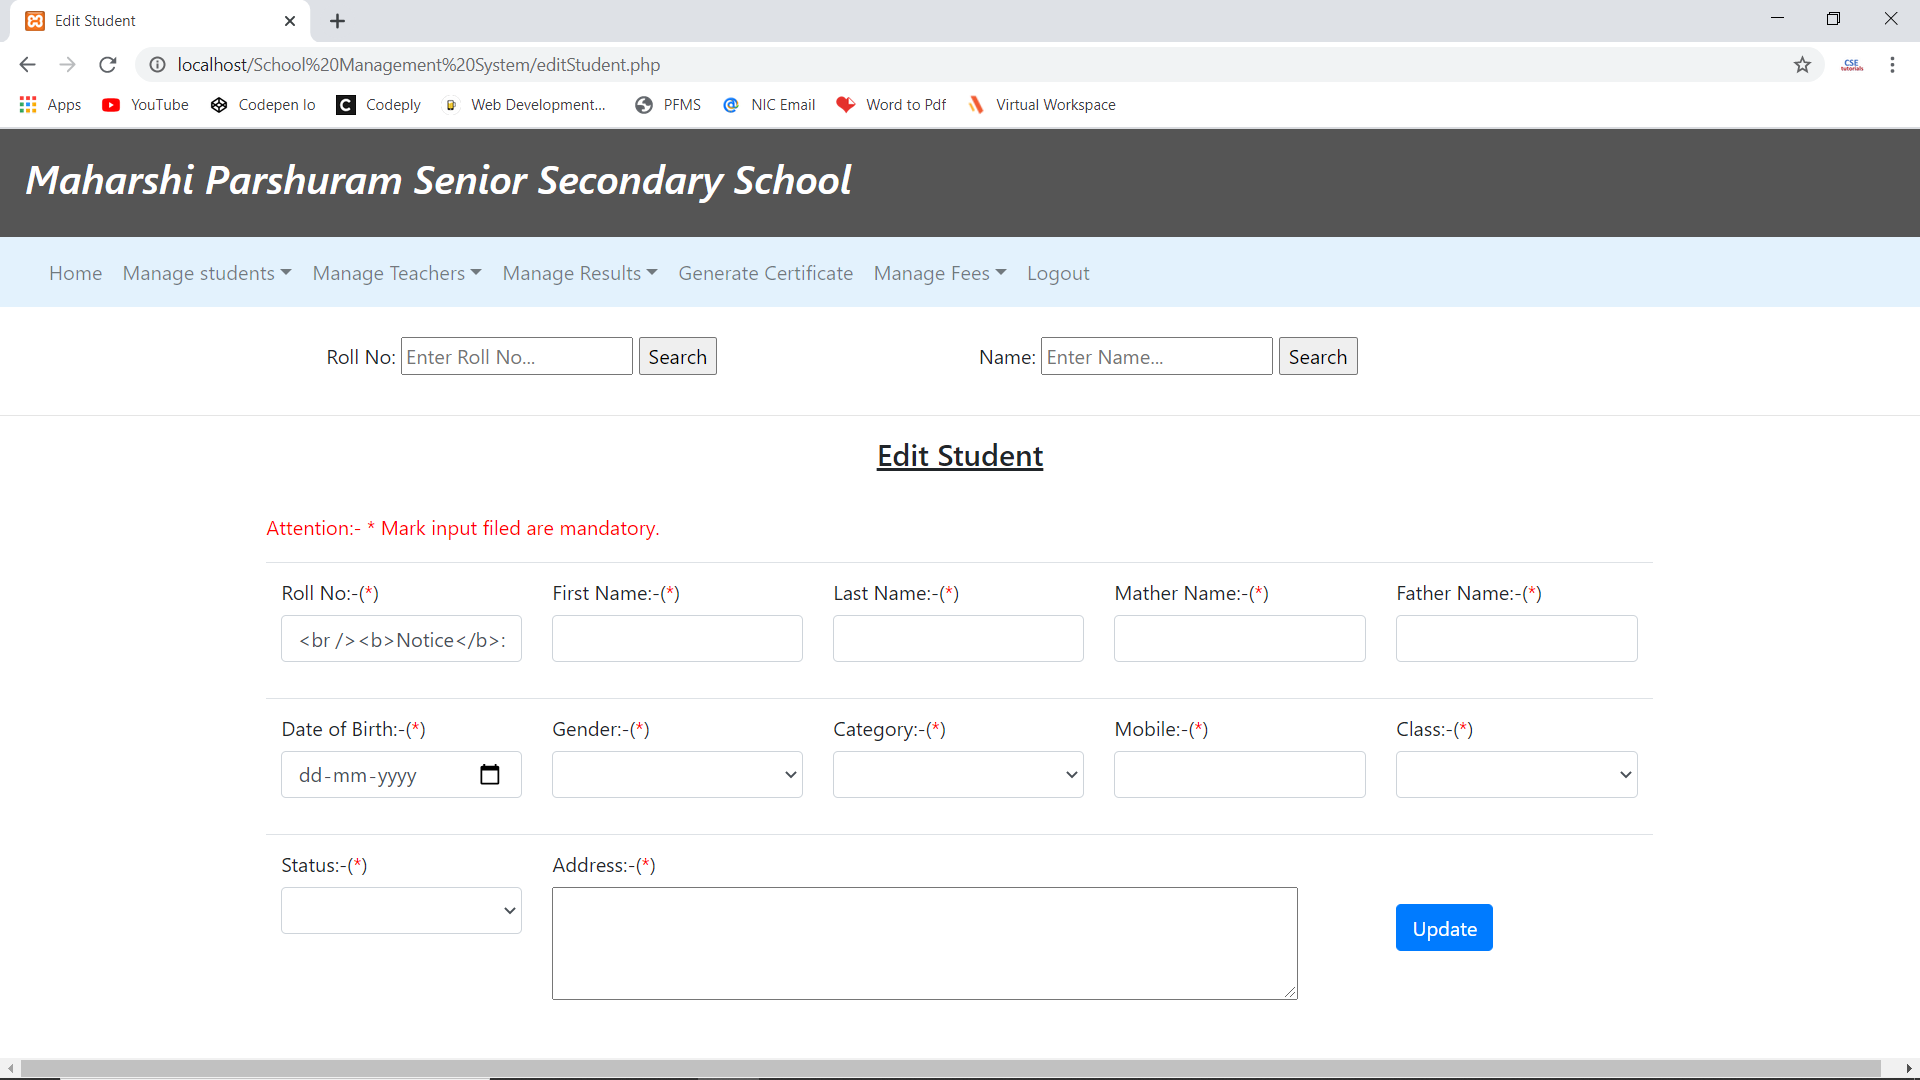 Edit Student
localhost/School%20Management%20System/editStudent.php
CSE tutorials
Apps YouTube Codepen Io Codeply Web Development... PFMS NIC Email Word to Pdf Virtual Workspace
Maharshi Parshuram Senior Secondary School
Home Manage students Manage Teachers Manage Results Generate Certificate Manage Fees Logout
Roll No: Enter Roll No... Search Name: Enter Name... Search
Edit Student
Attention:- * Mark input filed are mandatory.
Roll No:-(*) First Name:-(*) Last Name:-(*) Mather Name:-(*) Father Name:-(*)
<br /><b>Notice</b>:
Date of Birth:-(*) Gender:-(*) Category:-(*) Mobile:-(*) Class:-(*)
dd-mm-yyyy
Status:-(*) Address:-(*)
Update